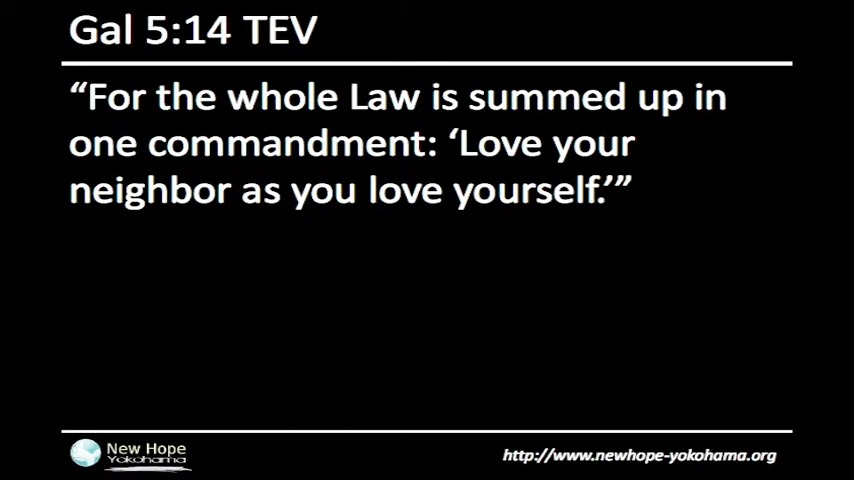 Gal 5:14 TEV
“For the whole Law is summed up in
one commandment: ‘Love your
neighbor as you love yourself.’”
New Hope
Yokohama
http://www.newhope-yokohama.org